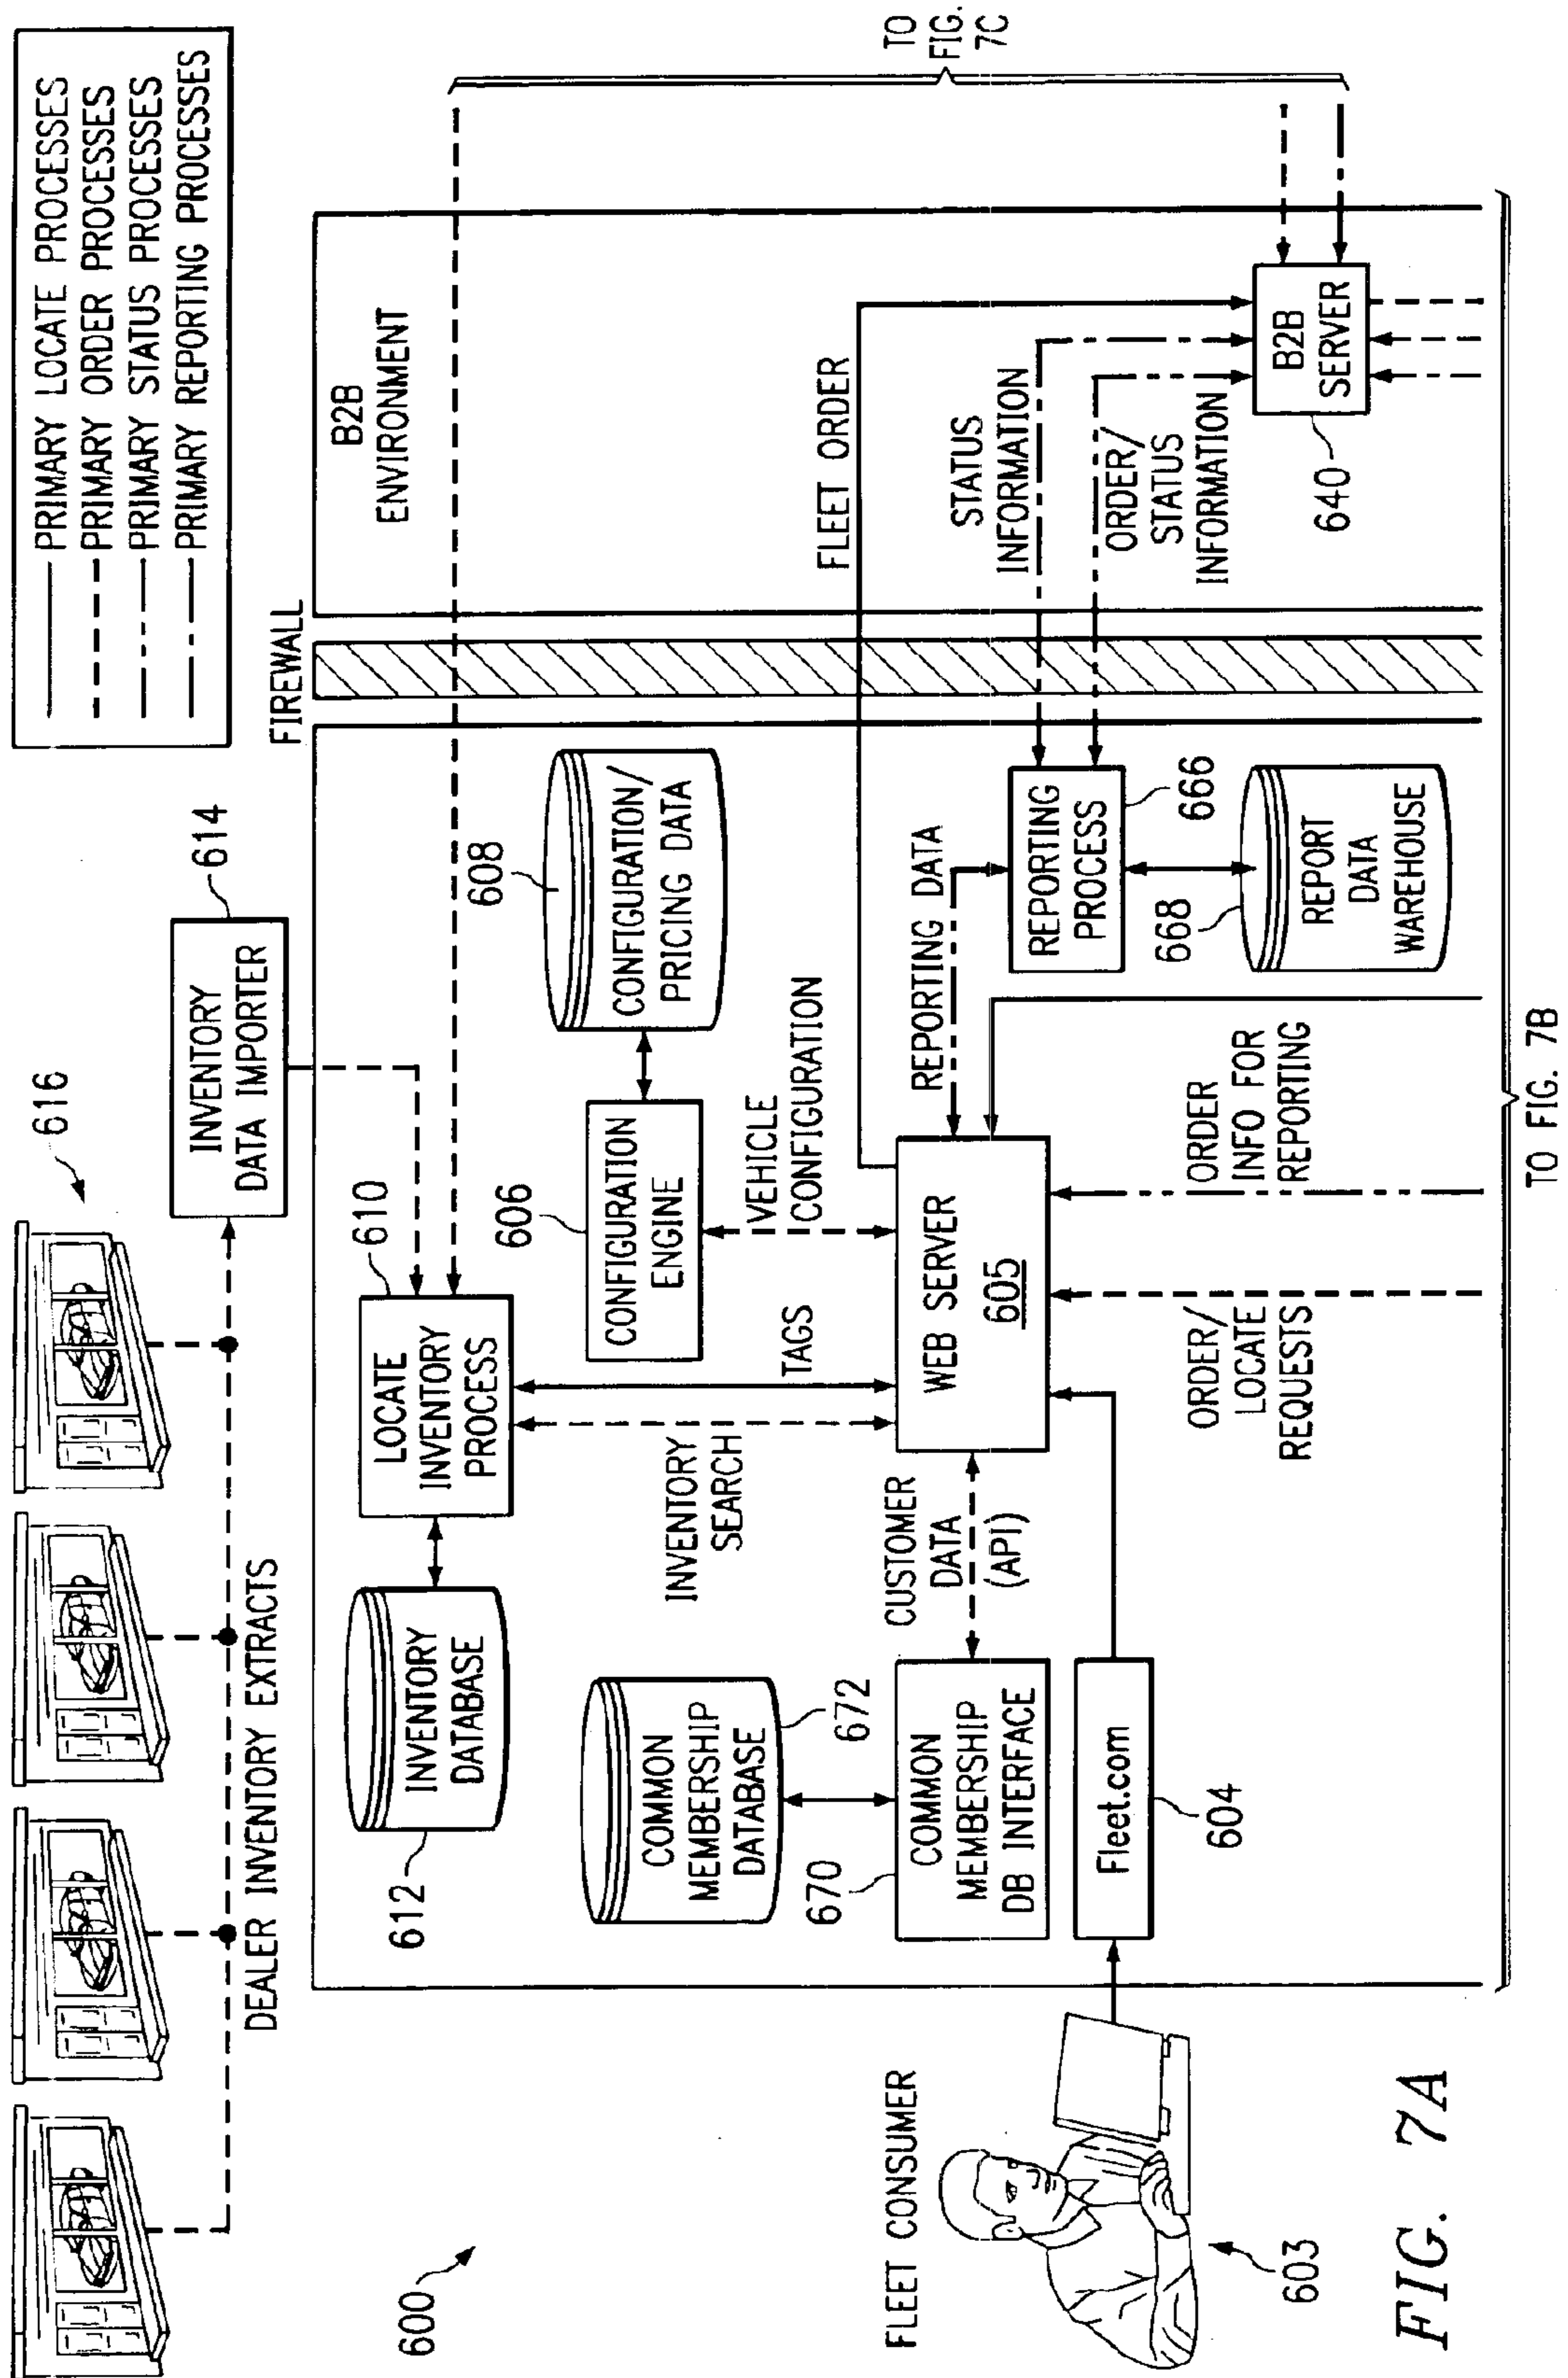 616
DEALER INVENTORY EXTRACTS
INVENTORY
DATA IMPORTER
614
PRIMARY LOCATE PROCESSES
PRIMARY ORDER PROCESSES
PRIMARY STATUS PROCESSES
PRIMARY REPORTING PROCESSES
600
FIREWALL
B2B
ENVIRONMENT
INVENTORY
DATABASE
612
LOCATE
INVENTORY
PROCESS
610
CONFIGURATION
ENGINE
606
CONFIGURATION/
PRICING DATA
608
COMMON
MEMBERSHIP
DATABASE
672
INVENTORY
SEARCH
TAGS
VEHICLE
CONFIGURATION
FLEET ORDER
TO
FIG.
7C
FLEET CONSUMER
603
COMMON
MEMBERSHIP
DB INTERFACE
670
CUSTOMER
DATA
(API)
WEB SERVER
605
REPORTING DATA
REPORTING
PROCESS
666
STATUS
INFORMATION
ORDER/
STATUS
INFORMATION
B2B
SERVER
640
Fleet.com
604
ORDER/
LOCATE
REQUESTS
ORDER
INFO FOR
REPORTING
668
REPORT
DATA
WAREHOUSE
TO FIG. 7B
FIG. 7A